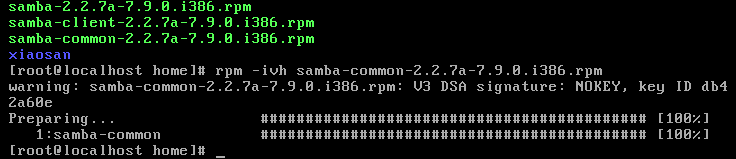 samba-2.2.7a-7.9.0.i386.rpm
samba-client-2.2.7a-7.9.0.i386.rpm
samba-common-2.2.7a-7.9.0.i386.rpm
xiaosan
[root@localhost home]# rpm -ivh samba-common-2.2.7a-7.9.0.i386.rpm
warning: samba-common-2.2.7a-7.9.0.i386.rpm: V3 DSA signature: NOKEY, key ID db4
2a60e
Preparing... ########################################### [100%]
1:samba-common ########################################### [100%]
[root@localhost home]# _